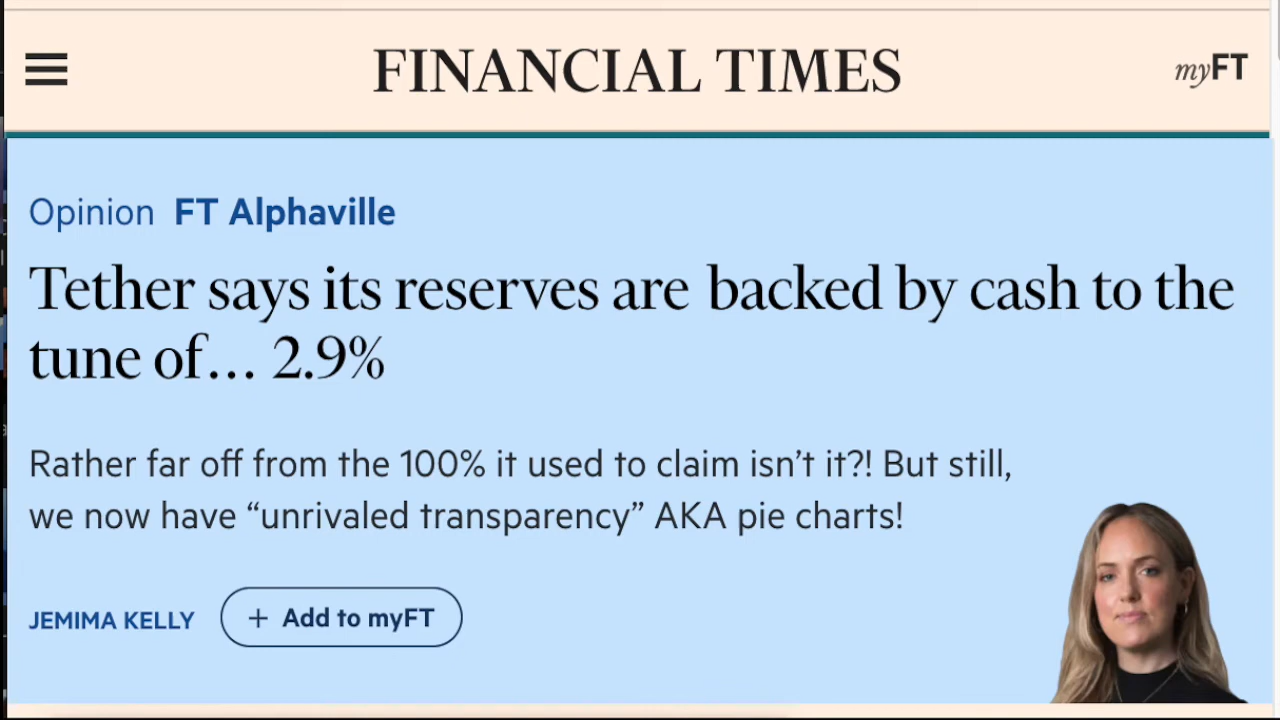 FINANCIAL TIMES
myFT
Opinion FT Alphaville
Tether says its reserves are backed by cash to the
tune of… 2.9%
Rather far off from the 100% it used to claim isn’t it?! But still,
we now have “unrivaled transparency” AKA pie charts!
JEMIMA KELLY
+ Add to myFT